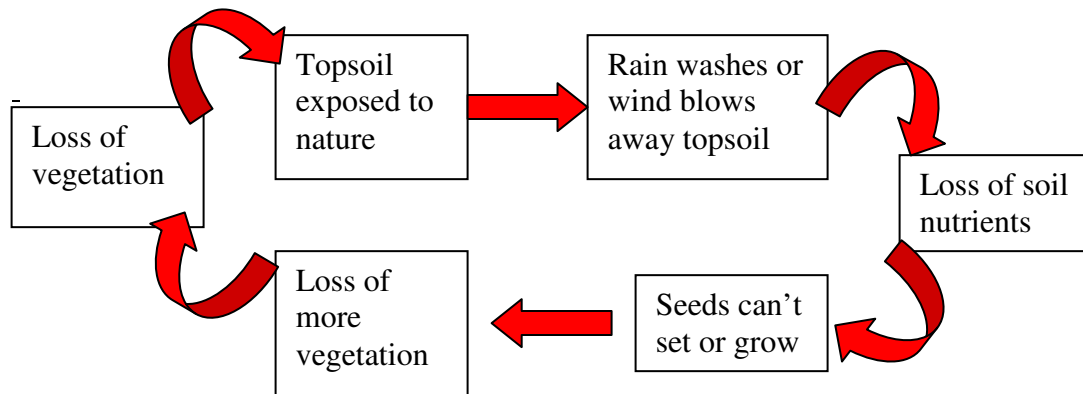 Loss of
vegetation
Topsoil
exposed to
nature
Rain washes or
wind blows
away topsoil
Loss of soil
nutrients
Seeds can’t
set or grow
Loss of
more
vegetation